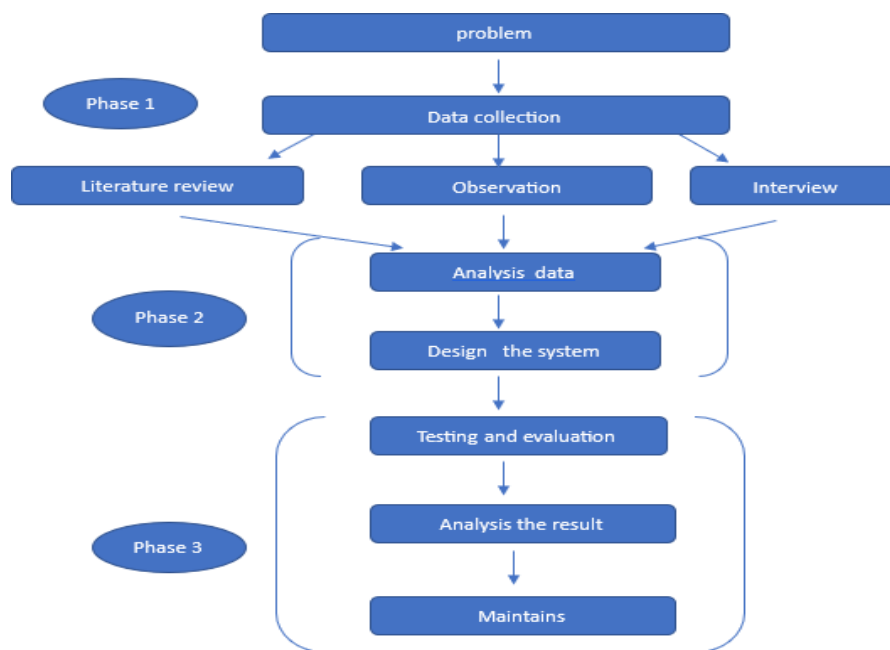 problem
Phase 1
Data collection
Literature review
Observation
Interview
Analysis data
Phase 2
Design the system
Testing and evaluation
Analysis the result
Phase 3
Maintains